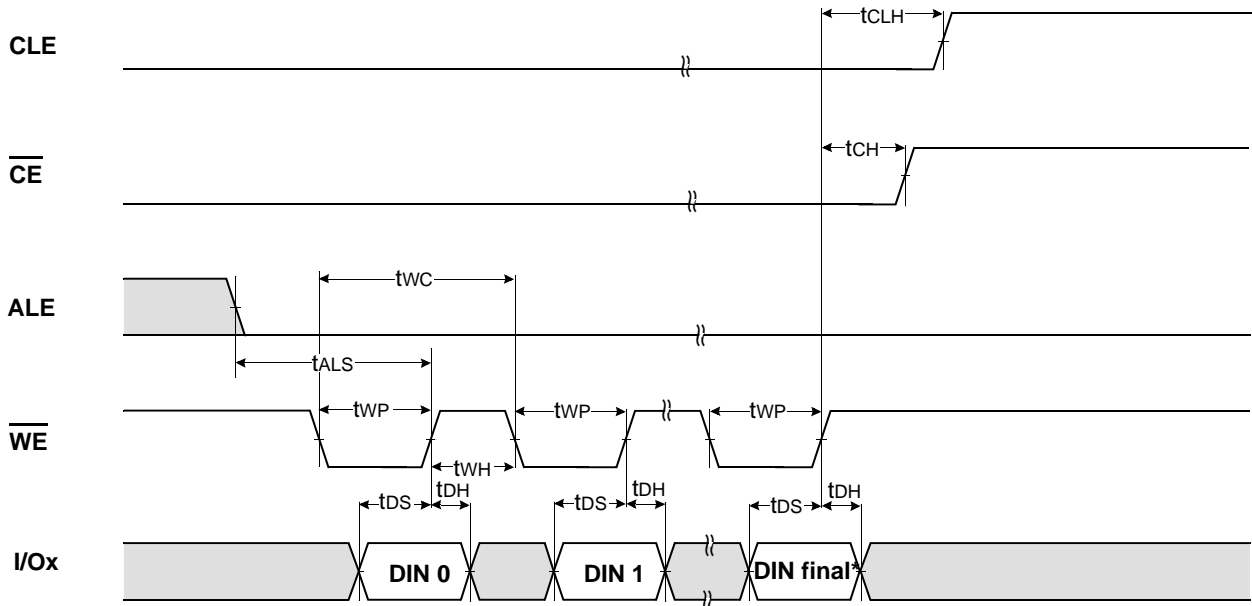 tCLH
CLE
tCH
CE
tWC
ALE
tALS
tWP tWP tWP
WE
tWH
tDS tDH tDS tDH tDS tDH
I/Ox DIN 0 DIN 1 DIN final*